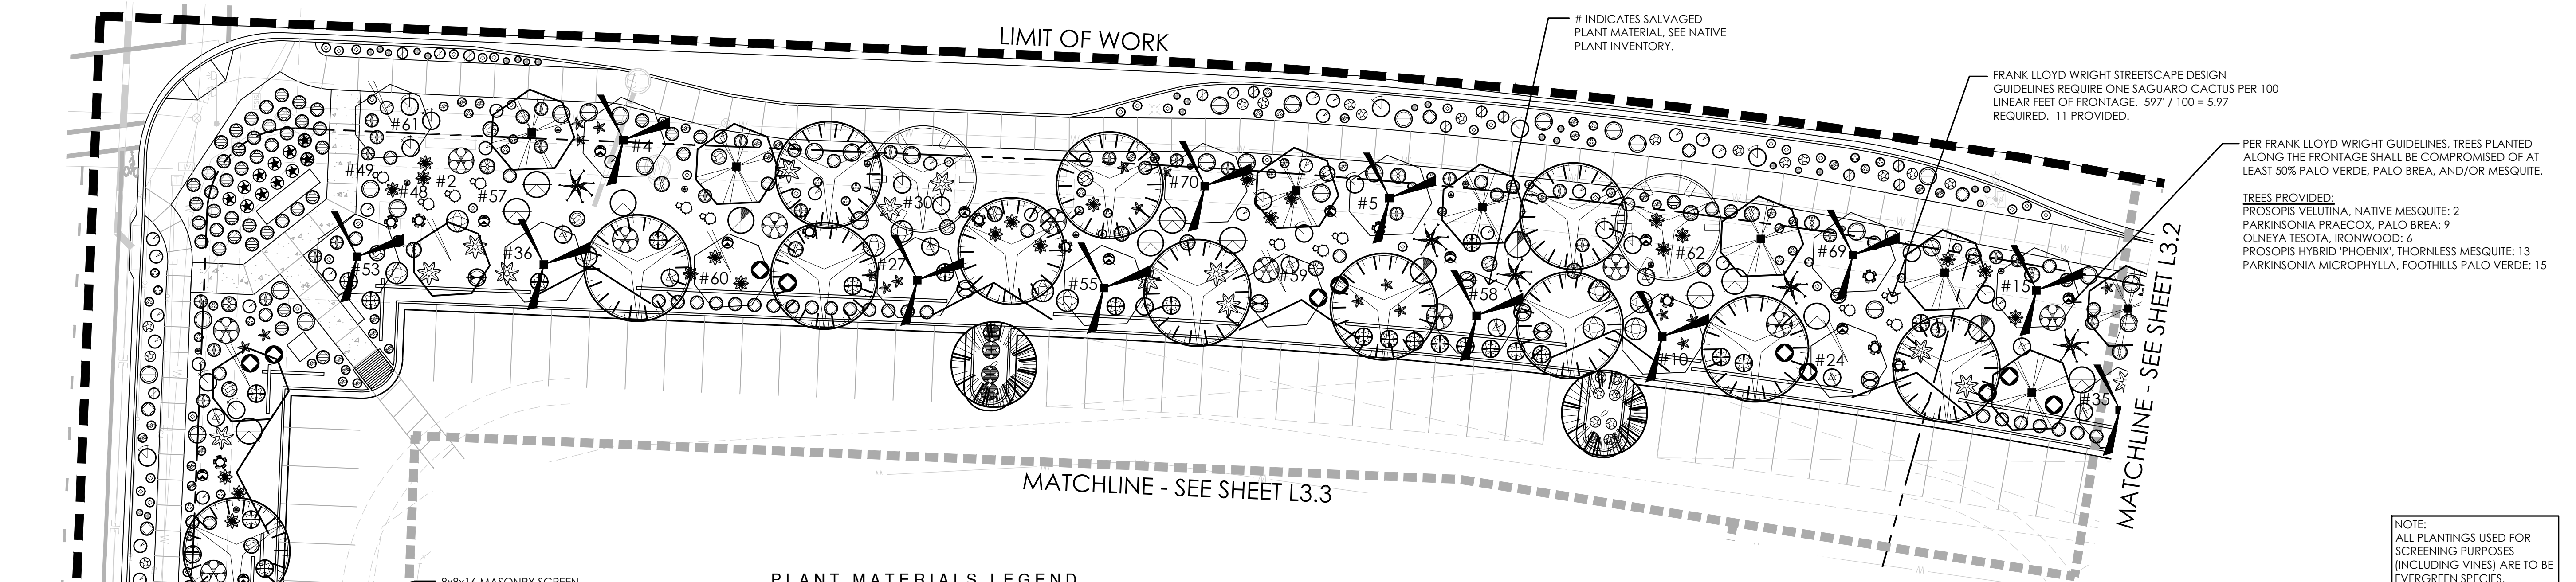 LIMIT OF WORK
# INDICATES SALVAGED
PLANT MATERIAL, SEE NATIVE
PLANT INVENTORY.
FRANK LLOYD WRIGHT STREETSCAPE DESIGN
GUIDELINES REQUIRE ONE SAGUARO CACTUS PER 100
LINEAR FEET OF FRONTAGE. 597' / 100 = 5.97
REQUIRED. 11 PROVIDED.
PER FRANK LLOYD WRIGHT GUIDELINES, TREES PLANTED
ALONG THE FRONTAGE SHALL BE COMPROMISED OF AT
LEAST 50% PALO VERDE, PALO BREA, AND/OR MESQUITE.
TREES PROVIDED:
PROSOPIS VELUTINA, NATIVE MESQUITE: 2
PARKINSONIA PRAECOX, PALO BREA: 9
OLNEYA TESOTA, IRONWOOD: 6
PROSOPIS HYBRID 'PHOENIX', THORNLESS MESQUITE: 13
PARKINSONIA MICROPHYLLA, FOOTHILLS PALO VERDE: 15
#61
#4
#49
#48
#2
#57
#30
#70
#5
#53
#36
#60
#27
#55
#59
#58
#62
#69
#15
#10
#24
#35
MATCHLINE - SEE SHEET L3.2
MATCHLINE - SEE SHEET L3.3
NOTE:
ALL PLANTINGS USED FOR
SCREENING PURPOSES
(INCLUDING VINES) ARE TO BE
EVERGREEN SPECIES.
8x8x16 MASONRY SCREEN
PLANT MATERIALS LEGEND